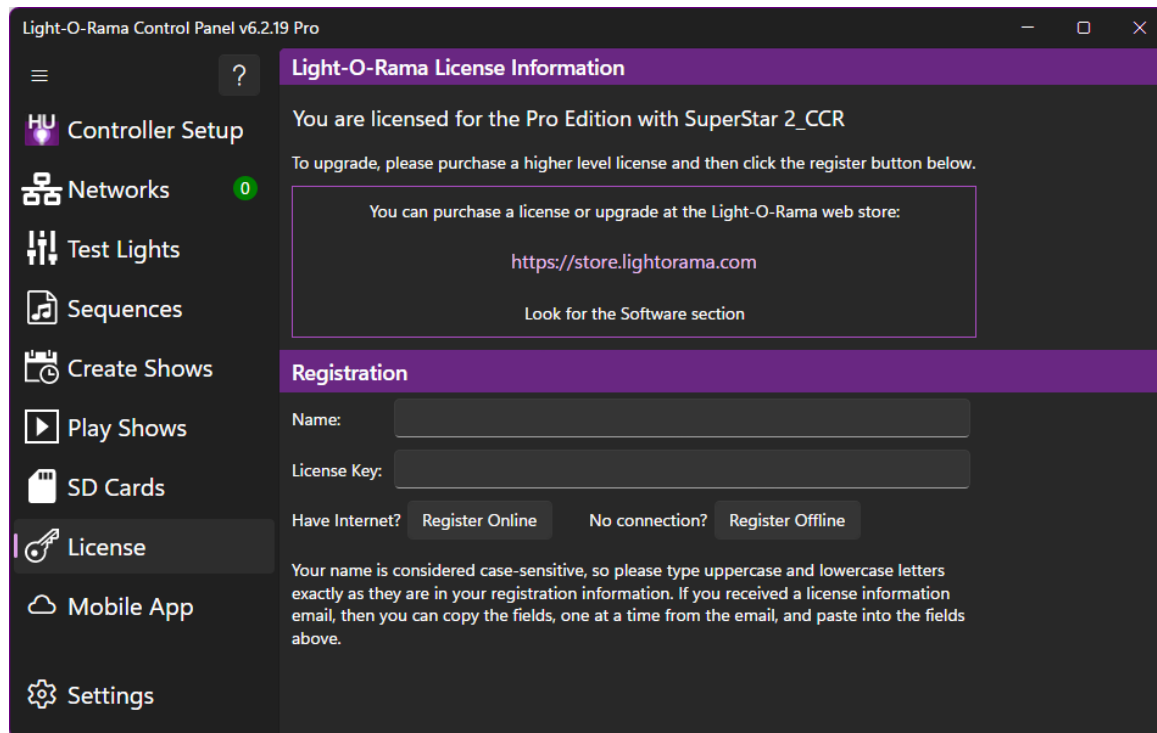 Light-O-Rama Control Panel v6.2.19 Pro
?
HU Controller Setup
Networks 0
Test Lights
Sequences
Create Shows
Play Shows
SD Cards
License
Mobile App
Settings
Light-O-Rama License Information
You are licensed for the Pro Edition with SuperStar 2_CCR
To upgrade, please purchase a higher level license and then click the register button below.
You can purchase a license or upgrade at the Light-O-Rama web store:
https://store.lightorama.com
Look for the Software section
Registration
Name:
License Key:
Have Internet? Register Online No connection? Register Offline
Your name is considered case-sensitive, so please type uppercase and lowercase letters
exactly as they are in your registration information. If you received a license information
email, then you can copy the fields, one at a time from the email, and paste into the fields
above.